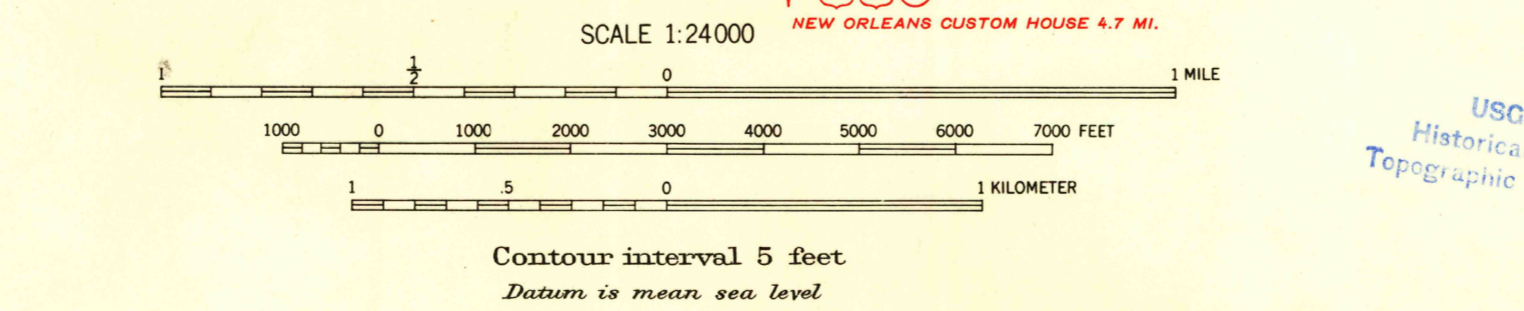 NEW ORLEANS CUSTOM HOUSE 4.7 MI.
SCALE 1:24000
1 1/2 0 1 MILE
1000 0 1000 2000 3000 4000 5000 6000 7000 FEET
1 .5 0 1 KILOMETER
Contour interval 5 feet
Datum is mean sea level
Topographic